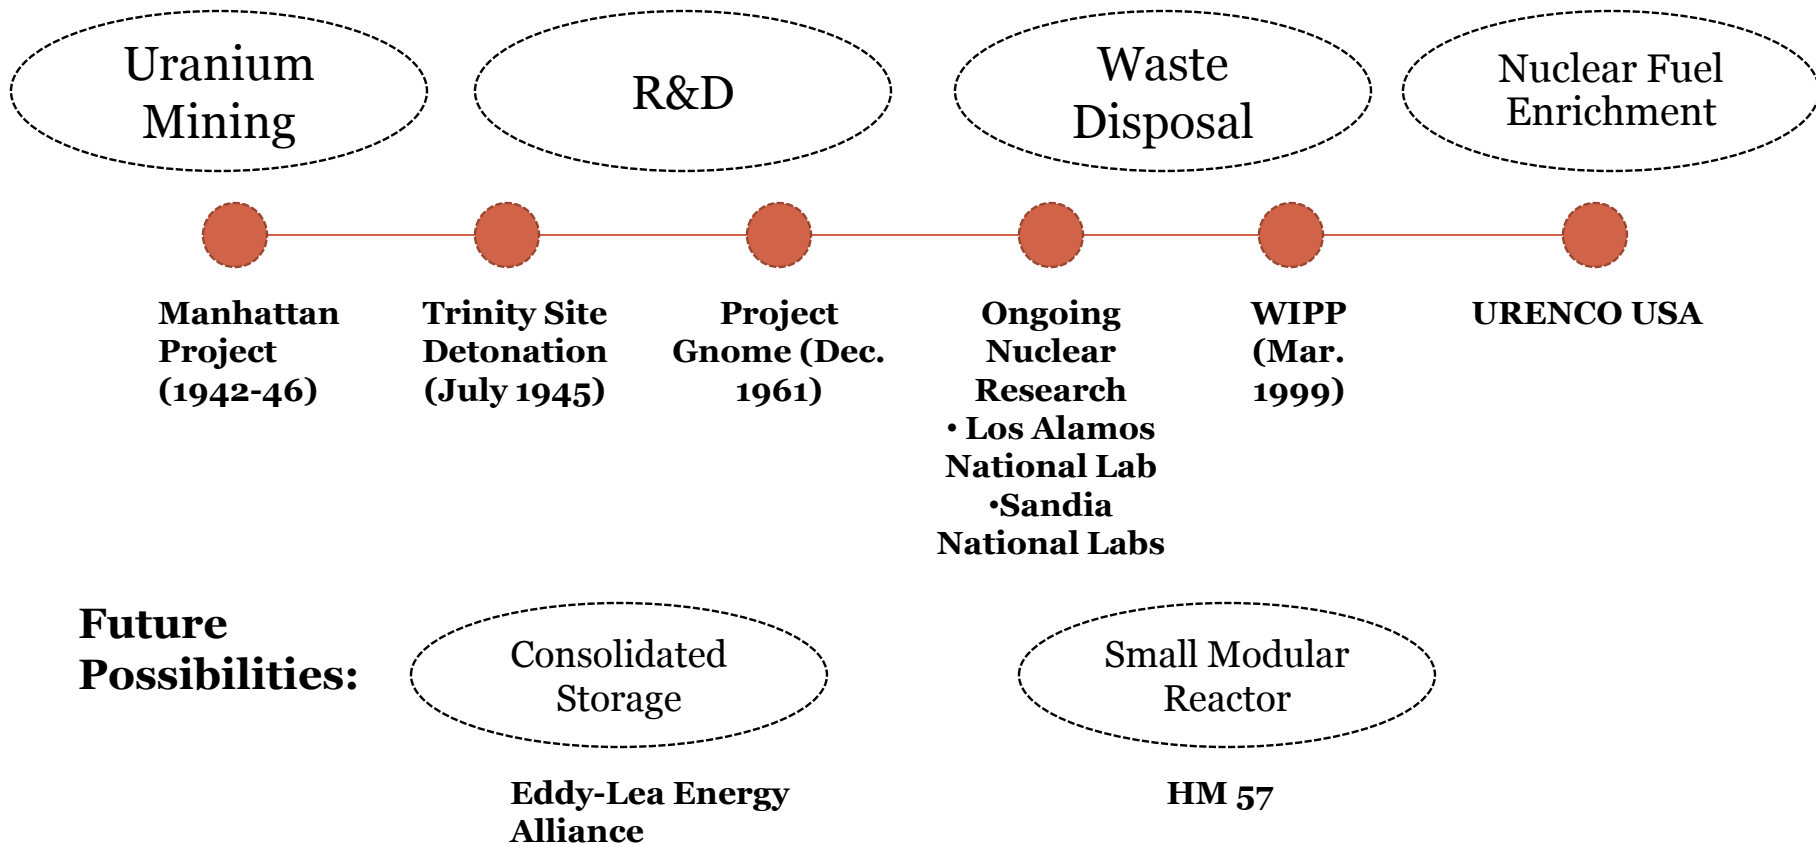 Uranium
Mining
R&D
Waste
Disposal
Nuclear Fuel
Enrichment
Manhattan
Project
(1942-46)
Trinity Site
Detonation
(July 1945)
Project
Gnome (Dec.
1961)
Ongoing
Nuclear
Research
• Los Alamos
National Lab
•Sandia
National Labs
WIPP
(Mar.
1999)
URENCO USA
Future
Possibilities:
Consolidated
Storage
Small Modular
Reactor
Eddy-Lea Energy
Alliance
HM 57